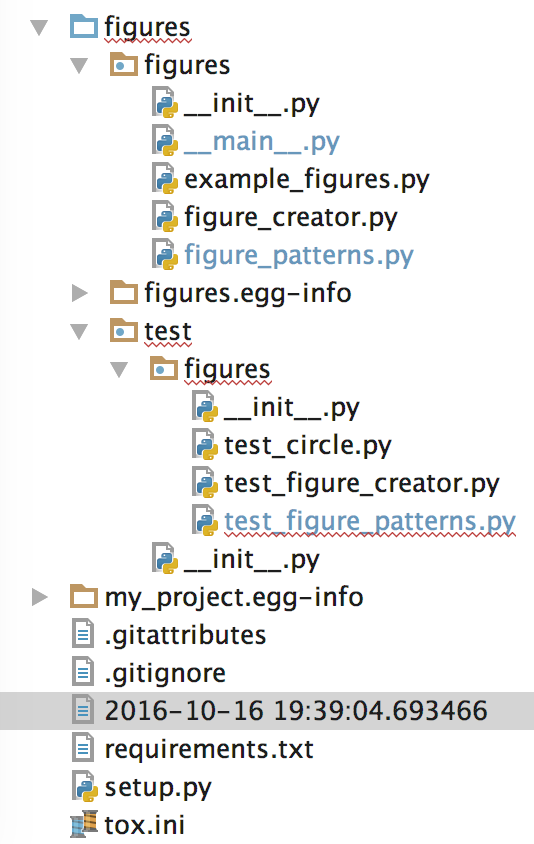 figures
figures
__init__.py
__main__.py
example_figures.py
figure_creator.py
figure_patterns.py
figures.egg-info
test
figures
__init__.py
test_circle.py
test_figure_creator.py
test_figure_patterns.py
__init__.py
my_project.egg-info
.gitattributes
.gitignore
2016-10-16 19:39:04.693466
requirements.txt
setup.py
tox.ini